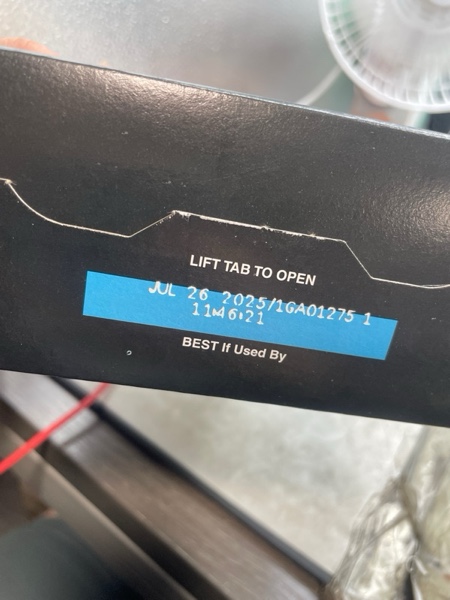 LIFT TAB TO OPEN
JUL 26 2025/1GA01275 1
11:46:21
BEST If Used By